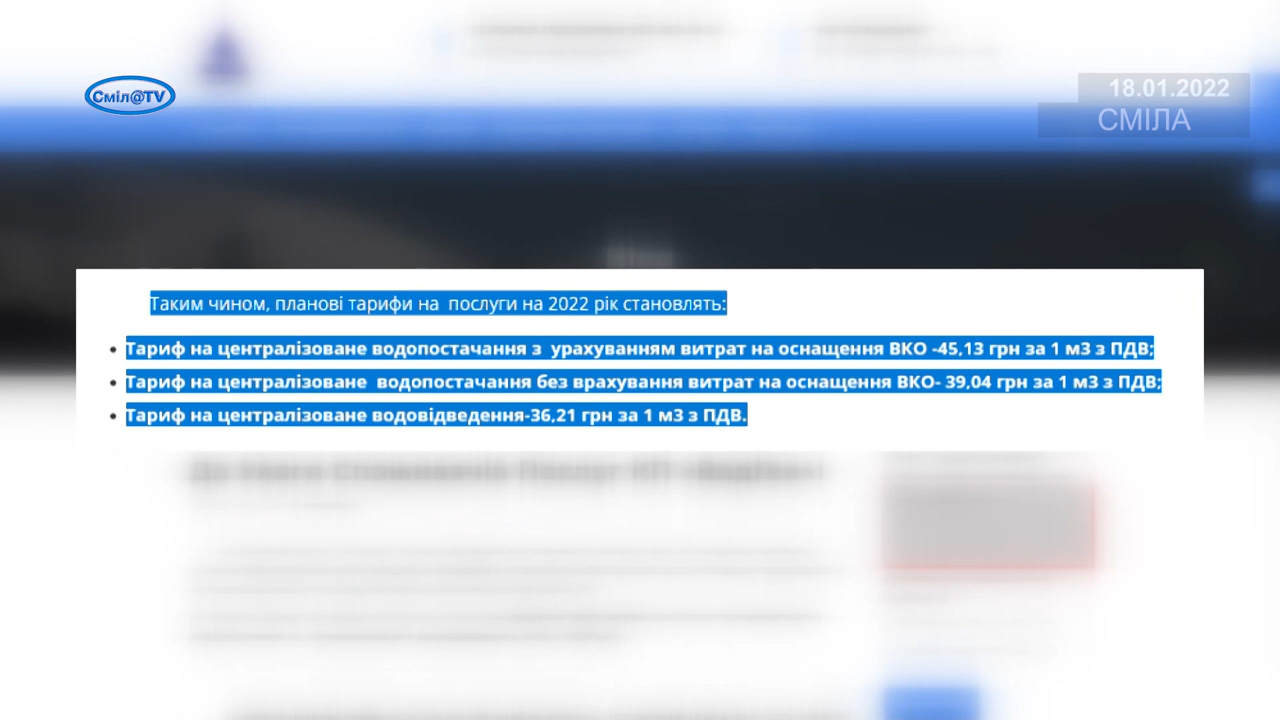 Сміл@TV
18.01.2022
СМІЛА
Таким чином, планові тарифи на послуги на 2022 рік становлять:
• Тариф на централізоване водопостачання з урахуванням витрат на оснащення ВКО -45,13 грн за 1 м3 з ПДВ;
• Тариф на централізоване водопостачання без врахування витрат на оснащення ВКО- 39,04 грн за 1 м3 з ПДВ;
• Тариф на централізоване водовідведення-36,21 грн за 1 м3 з ПДВ.